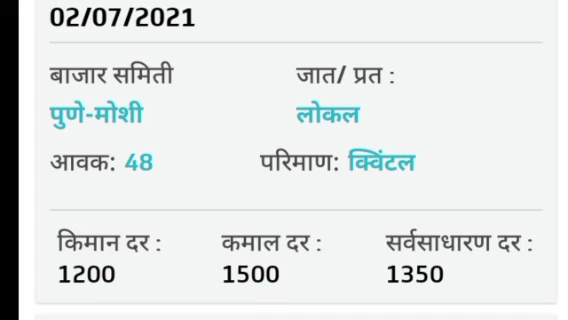 02/07/2021
बाजार समिती जात/ प्रत :
पुणे-मोशी लोकल
आवक: 48 परिमाण: क्विंटल
किमान दर : कमाल दर : सर्वसाधारण दर :
1200 1500 1350